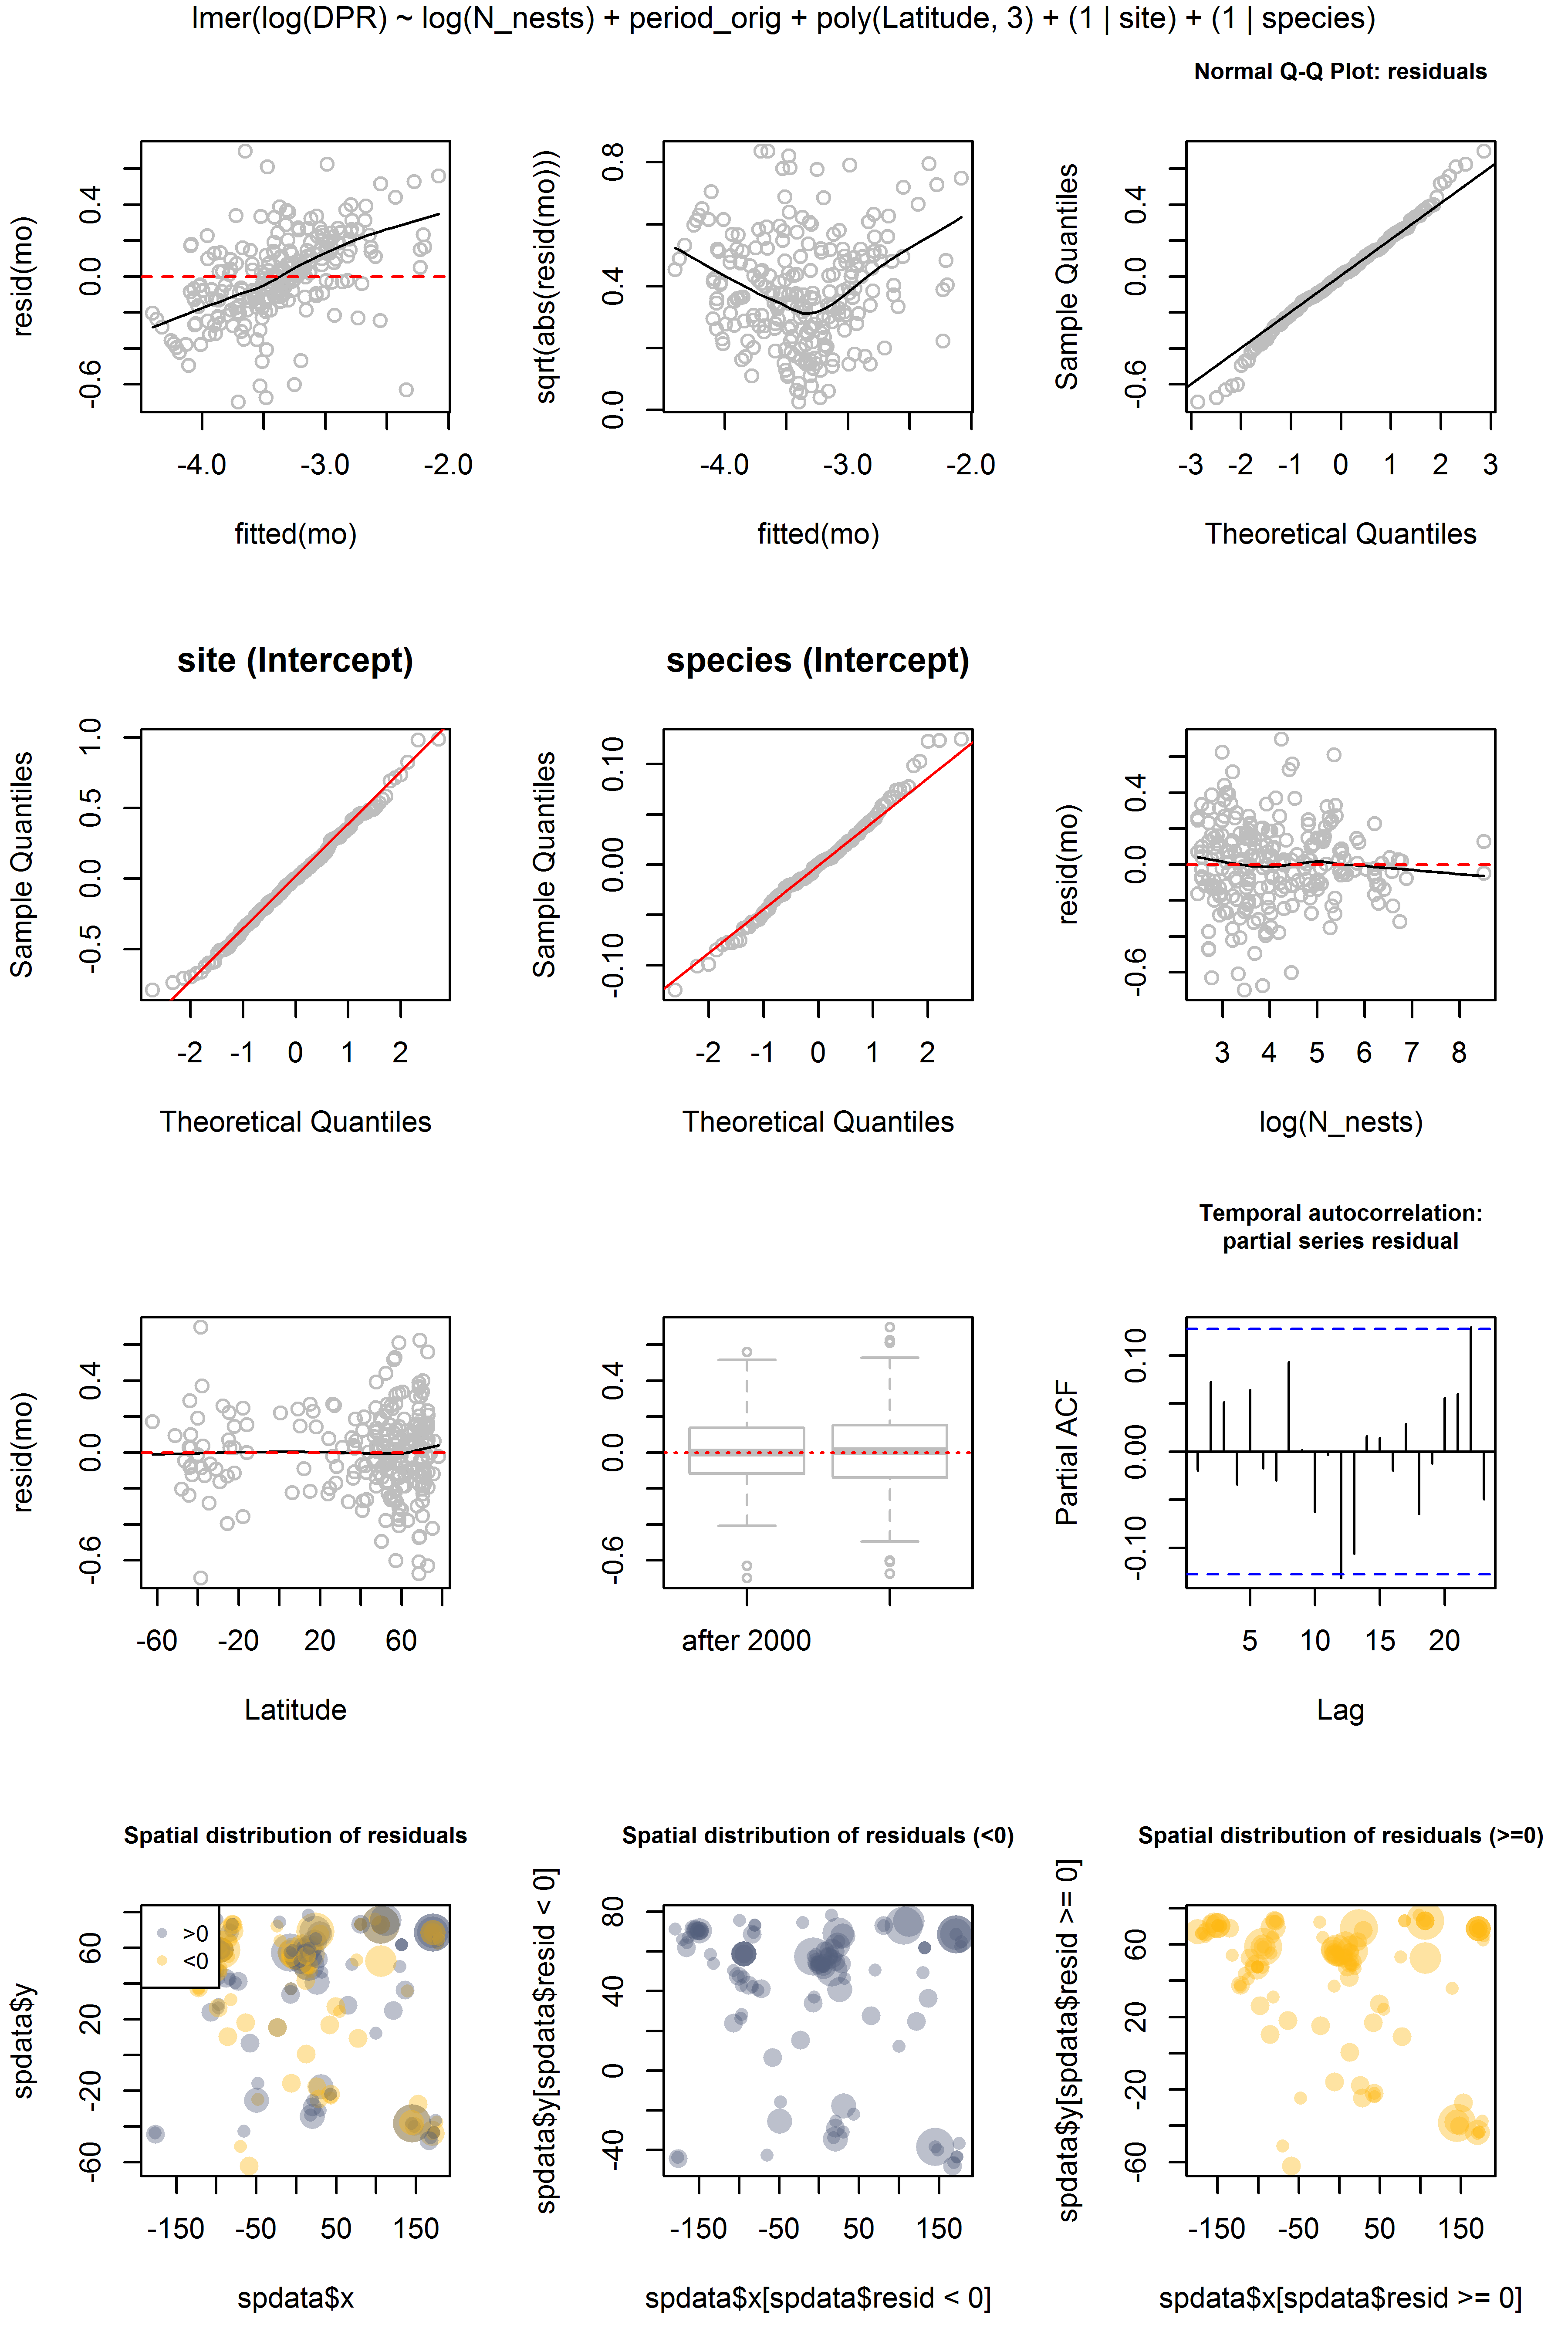 lmer(log(DPR) ~ log(N_nests) + period_orig + poly(Latitude, 3) + (1 | site) + (1 | species)
Normal Q-Q Plot: residuals
resid(mo)
-0.6 0.0 0.4
-4.0 -3.0 -2.0
fitted(mo)
sqrt(abs(resid(mo)))
0.0 0.4 0.8
-4.0 -3.0 -2.0
fitted(mo)
Sample Quantiles
-0.6 0.0 0.4
-3 -2 -1 0 1 2 3
Theoretical Quantiles
site (Intercept)
Sample Quantiles
-0.5 0.0 0.5 1.0
-2 -1 0 1 2
Theoretical Quantiles
species (Intercept)
Sample Quantiles
-0.10 0.00 0.10
-2 -1 0 1 2
Theoretical Quantiles
resid(mo)
-0.6 0.0 0.4
3 4 5 6 7 8
log(N_nests)
resid(mo)
-0.6 0.0 0.4
-60 -20 20 60
Latitude
-0.6 0.0 0.4
after 2000
Temporal autocorrelation:
partial series residual
Partial ACF
-0.10 0.00 0.10
5 10 15 20
Lag
Spatial distribution of residuals
spdata$y
-60 -20 20 60
>0
<0
-150 -50 50 150
spdata$x
Spatial distribution of residuals (<0)
spdata$y[spdata$resid < 0]
-40 0 40 80
-150 -50 50 150
spdata$x[spdata$resid < 0]
Spatial distribution of residuals (>=0)
spdata$y[spdata$resid >= 0]
-60 -20 20 60
-150 -50 50 150
spdata$x[spdata$resid >= 0]